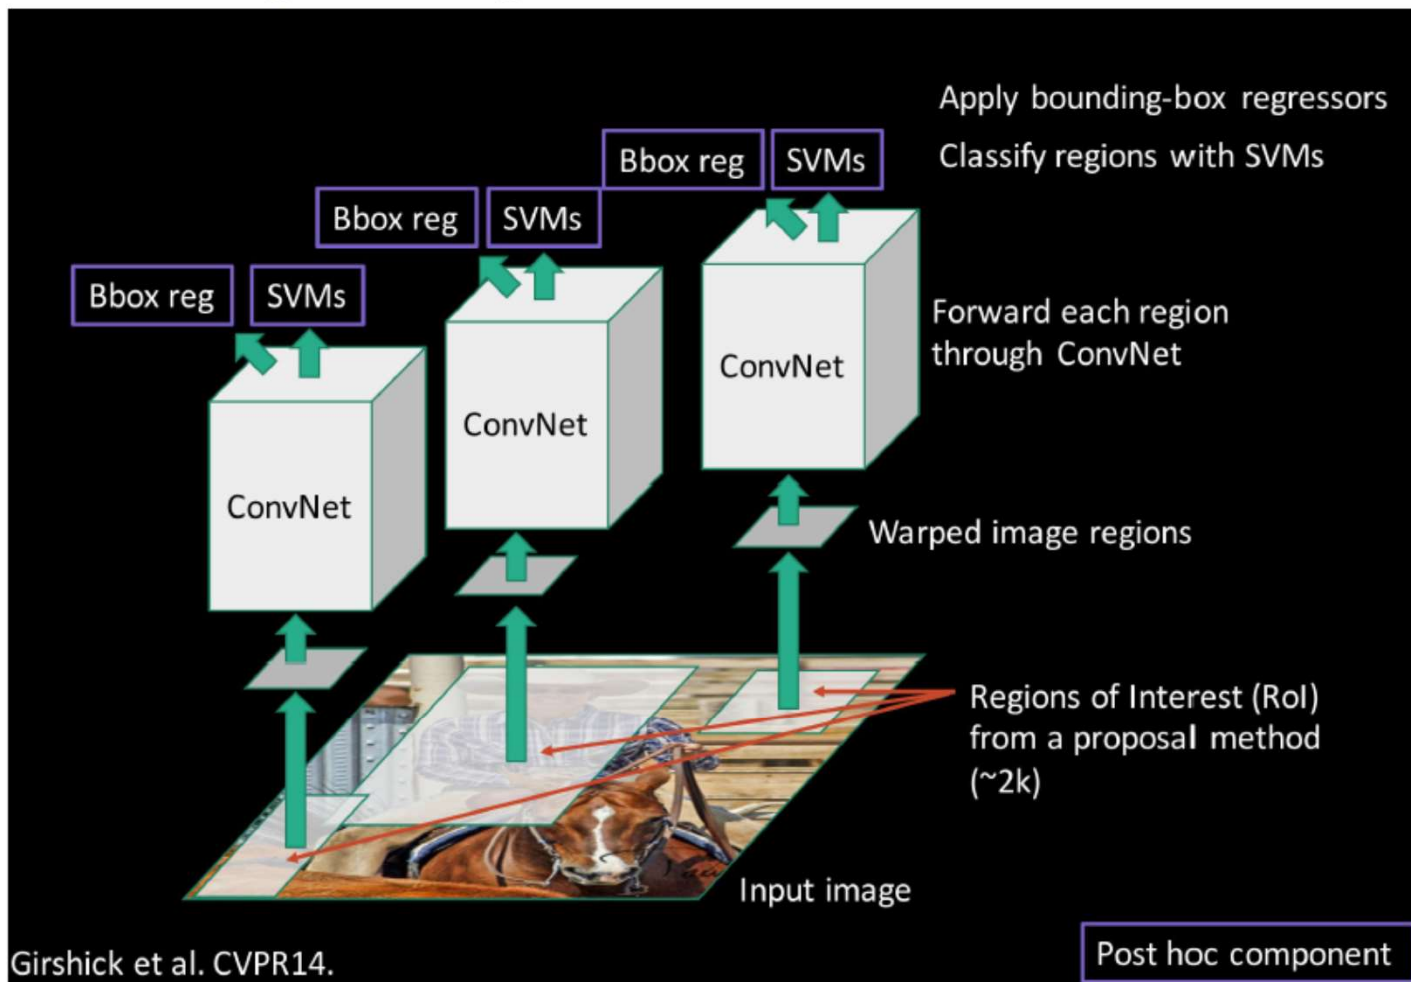 Apply bounding-box regressors
Bbox reg
SVMs
Classify regions with SVMs
Bbox reg
SVMs
Bbox reg
SVMs
Forward each region
through ConvNet
ConvNet
ConvNet
ConvNet
Warped image regions
Regions of Interest (RoI)
from a proposal method
(~2k)
Input image
Post hoc component
Girshick et al. CVPR14.